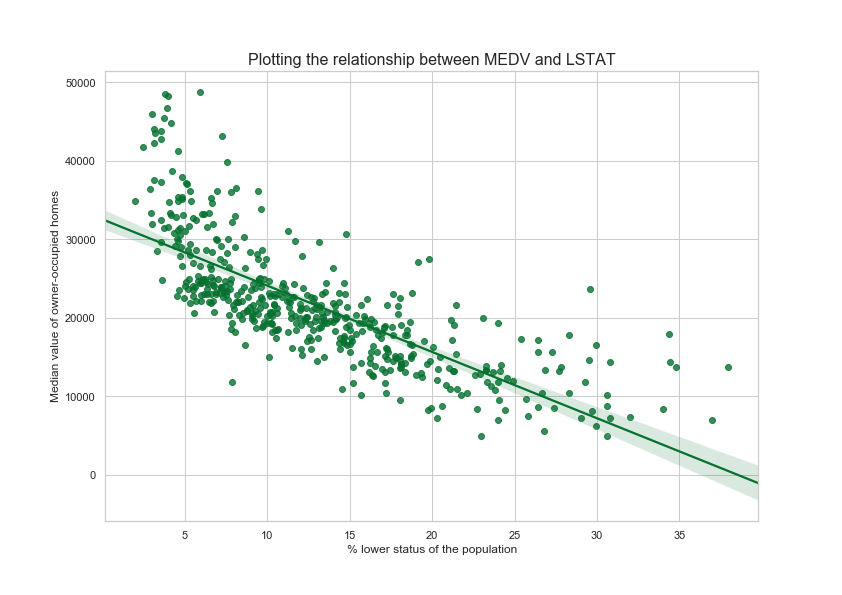 Plotting the relationship between MEDV and LSTAT
50000
40000
30000
20000
10000
0
Median value of owner-occupied homes
5 10 15 20 25 30 35
% lower status of the population